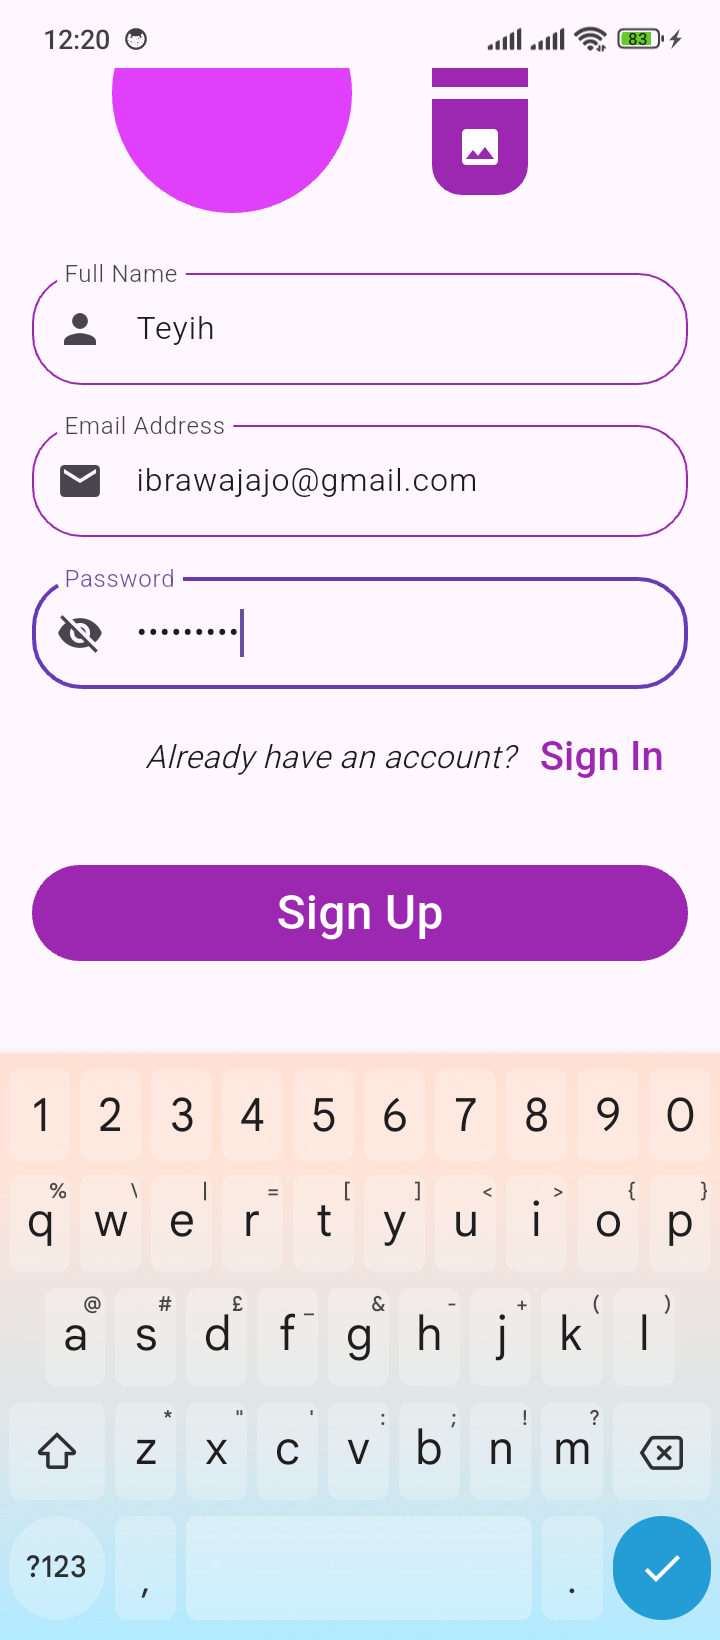 12:20 83
Full Name
Teyih
Email Address
ibrawajajo@gmail.com
Password
•••••••••
Already have an account? Sign In
Sign Up
1 2 3 4 5 6 7 8 9 0
% \ | = [ ] < > { }
q w e r t y u i o p
@ # £ _ & - + ( )
a s d f g h j k l
* " ' : ; ! ?
z x c v b n m
?123 , .